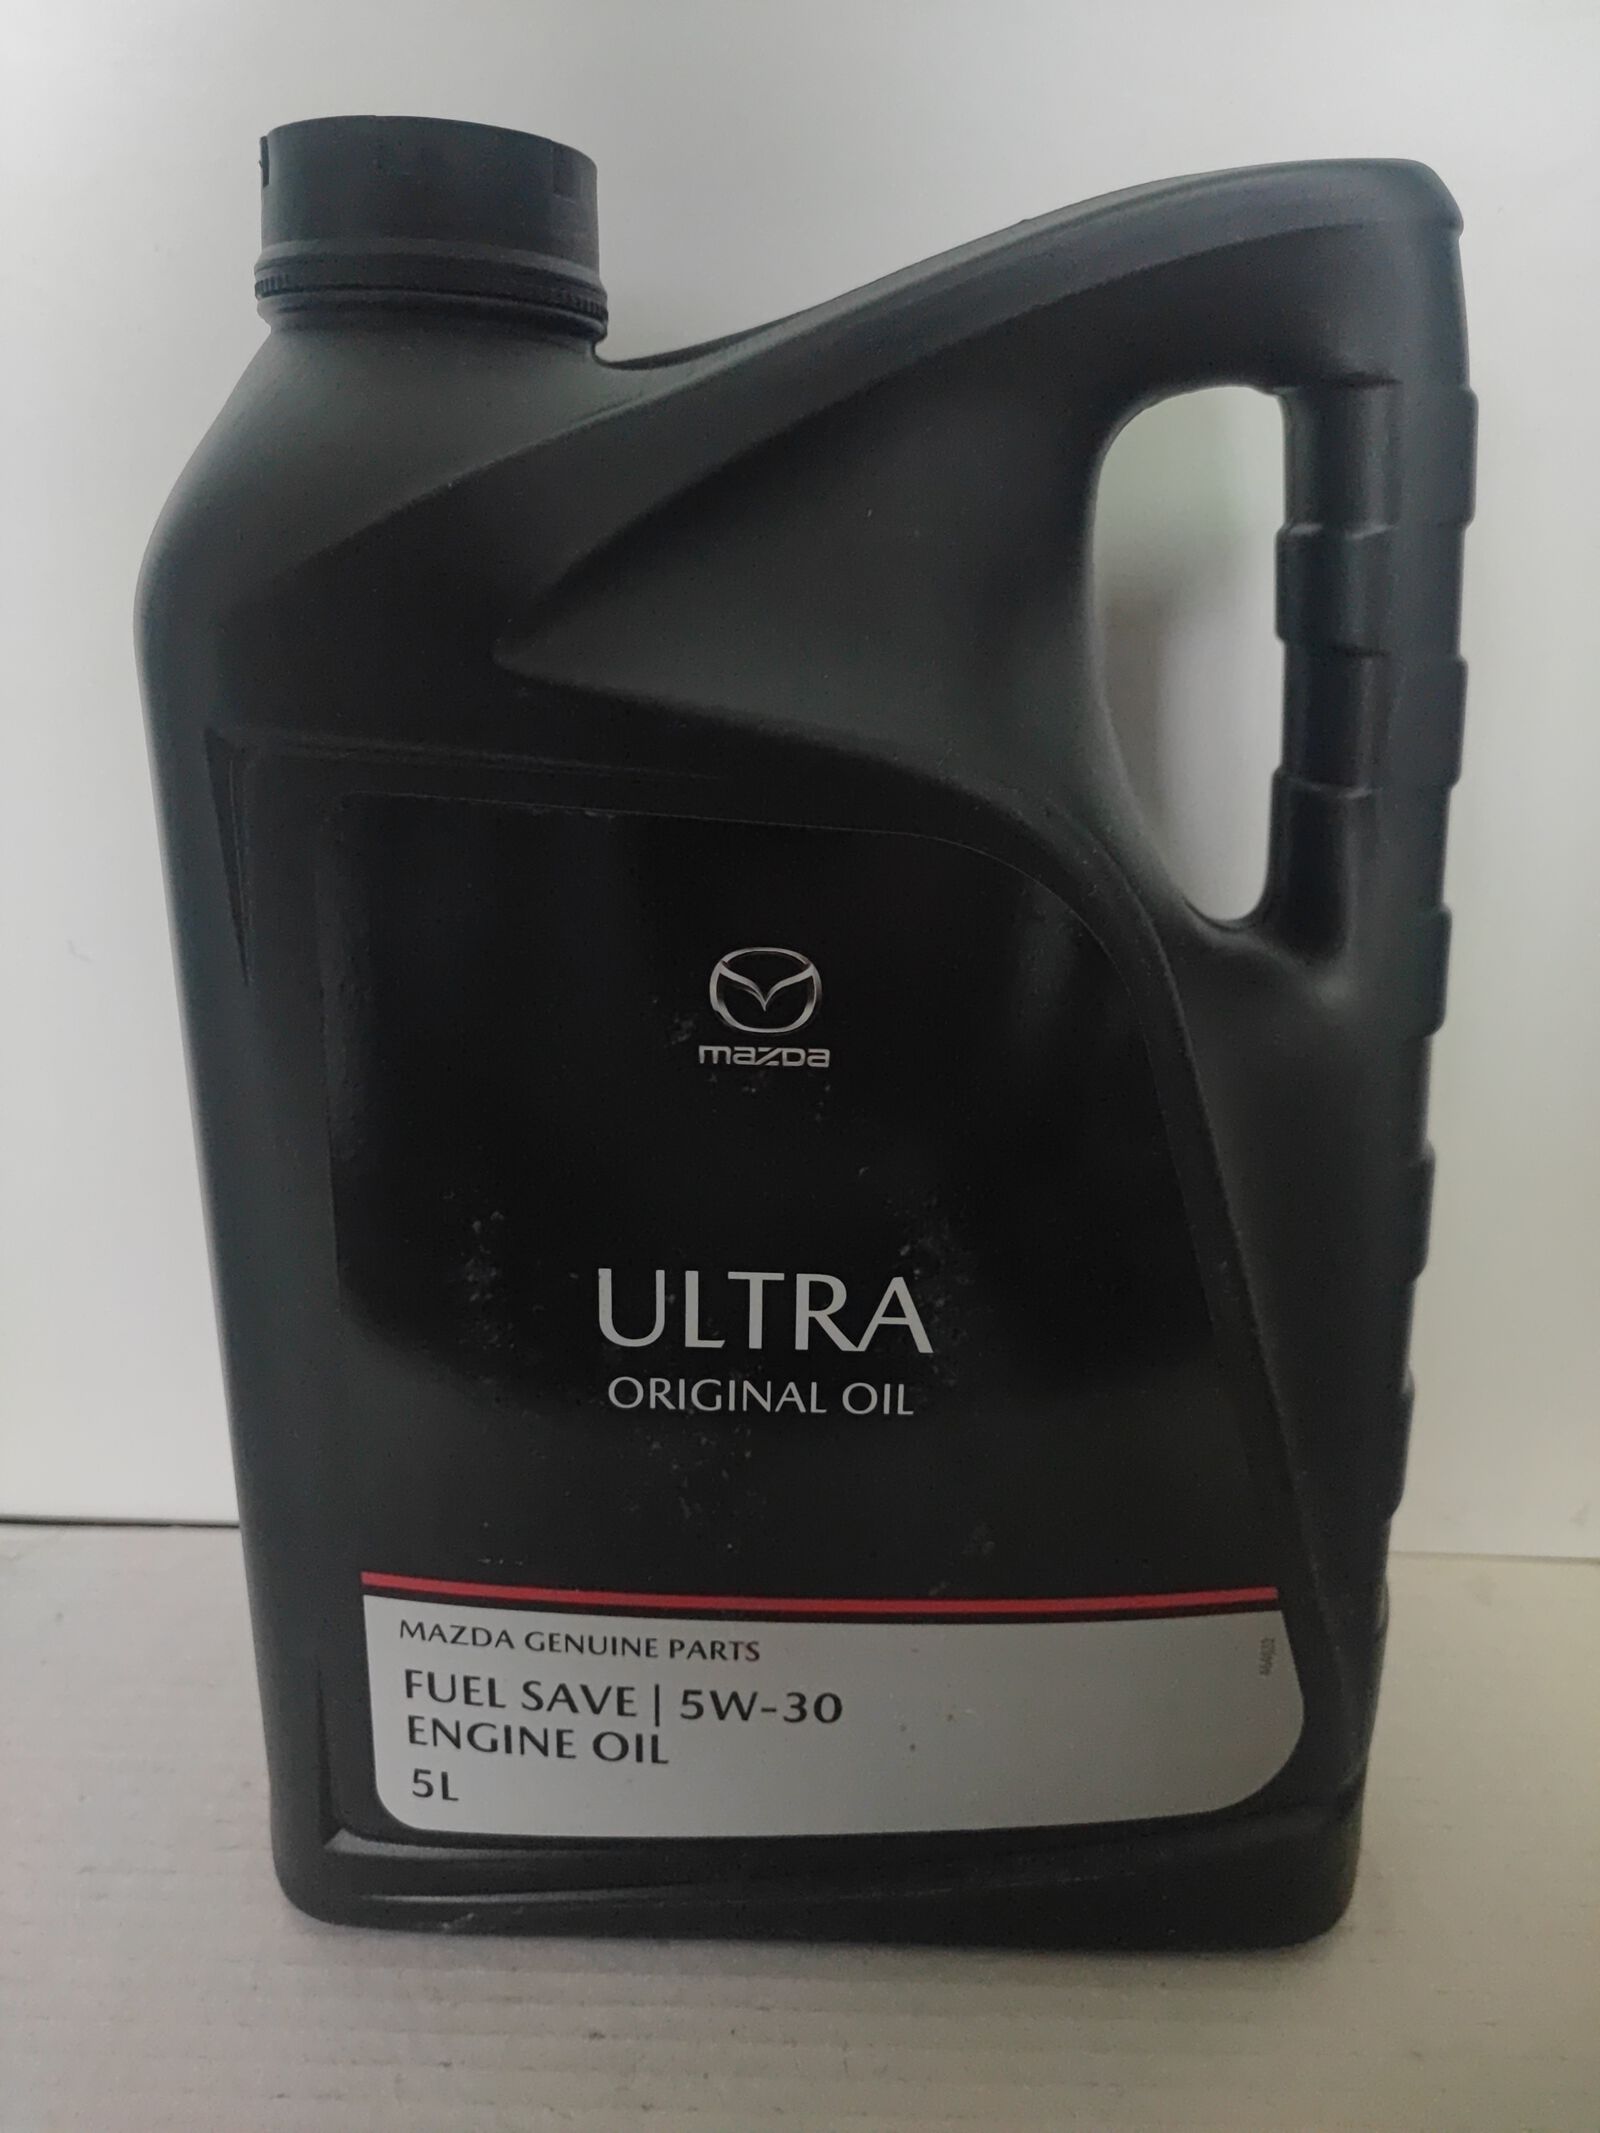 mazda
ULTRA
ORIGINAL OIL
MAZDA GENUINE PARTS
FUEL SAVE | 5W-30
ENGINE OIL
5L